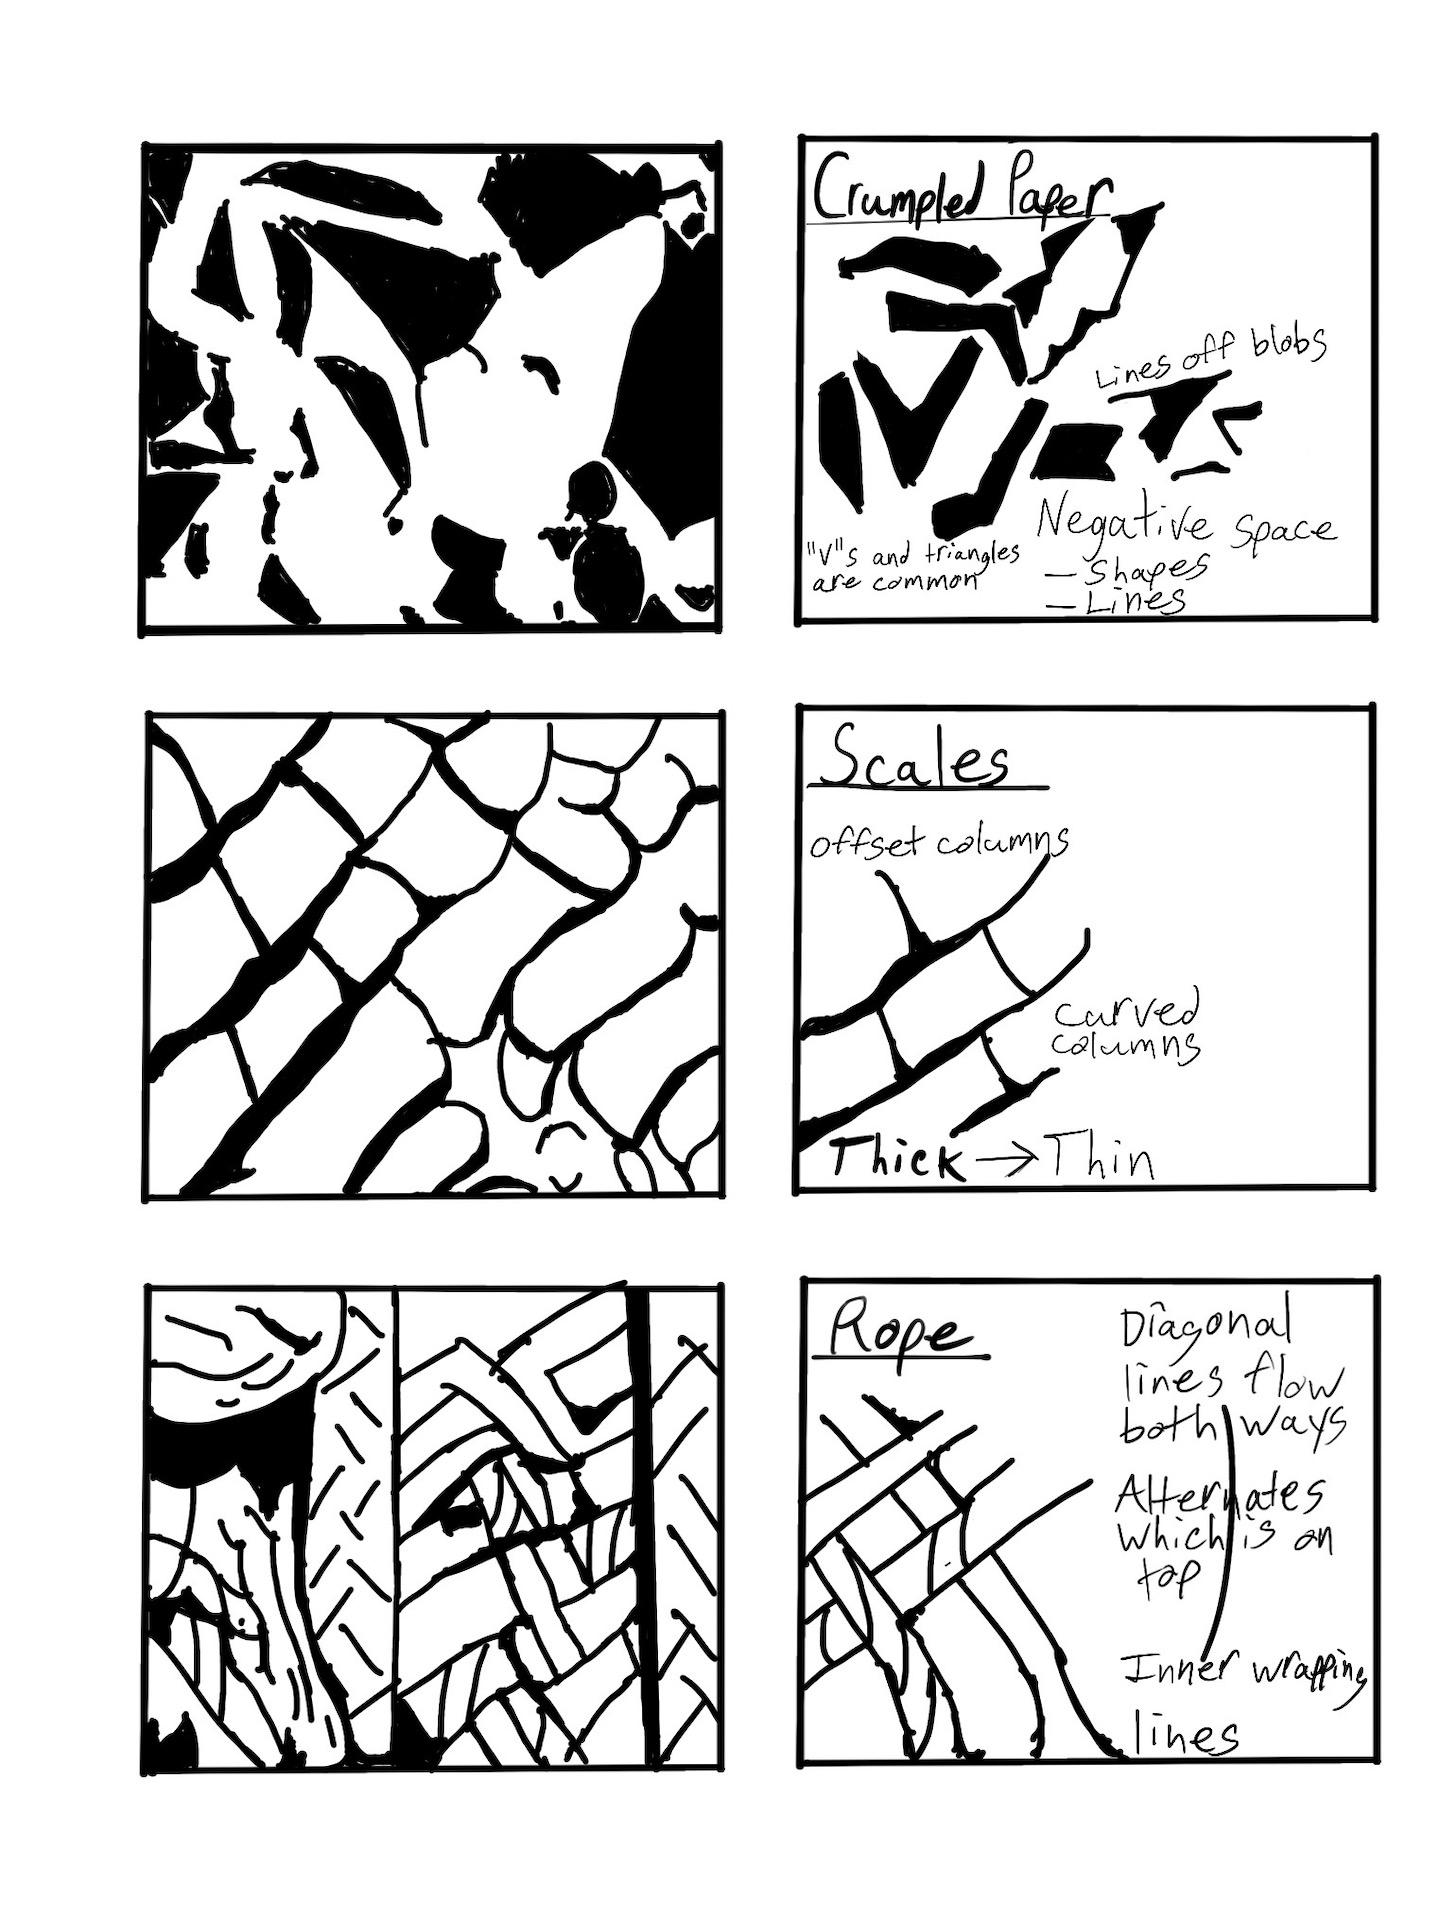 Crumpled Paper
Lines off blobs
"V"s and triangles
are common
Negative Space
- Shapes
- Lines
Scales
offset columns
curved
columns
Thick → Thin
Rope
Diagonal
lines flow
both ways
Alternates
which is on
top
Inner wrapping
lines